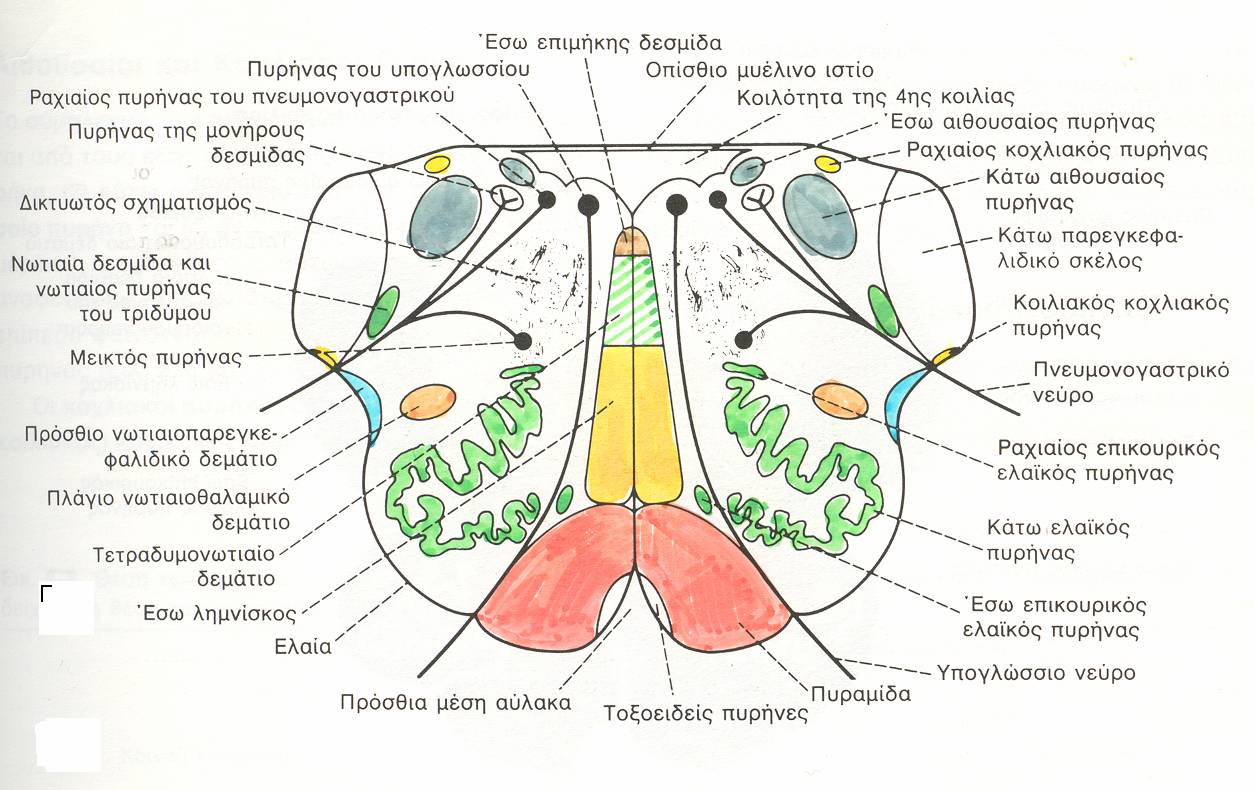 Έσω επιμήκης δεσμίδα
Πυρήνας του υπογλωσσίου
Οπίσθιο μυέλινο ιστίο
Ραχιαίος πυρήνας του πνευμονογαστρικού
Κοιλότητα της 4ης κοιλίας
Πυρήνας της μονήρους
δεσμίδας
Έσω αιθουσαίος πυρήνας
Ραχιαίος κοχλιακός πυρήνας
Κάτω αιθουσαίος
πυρήνας
Δικτυωτός σχηματισμός
Κάτω παρεγκεφα-
λιδικό σκέλος
Νωτιαία δεσμίδα και
νωτιαίος πυρήνας
του τριδύμου
Κοιλιακός κοχλιακός
πυρήνας
Μεικτός πυρήνας
Πνευμονογαστρικό
νεύρο
Πρόσθιο νωτιαιοπαρεγκε-
φαλιδικό δεμάτιο
Ραχιαίος επικουρικός
ελαϊκός πυρήνας
Πλάγιο νωτιαιοθαλαμικό
δεμάτιο
Κάτω ελαϊκός
πυρήνας
Τετραδυμονωτιαίο
δεμάτιο
Έσω λημνίσκος
Έσω επικουρικός
ελαϊκός πυρήνας
Ελαία
Υπογλώσσιο νεύρο
Πρόσθια μέση αύλακα
Τοξοειδείς πυρήνες
Πυραμίδα